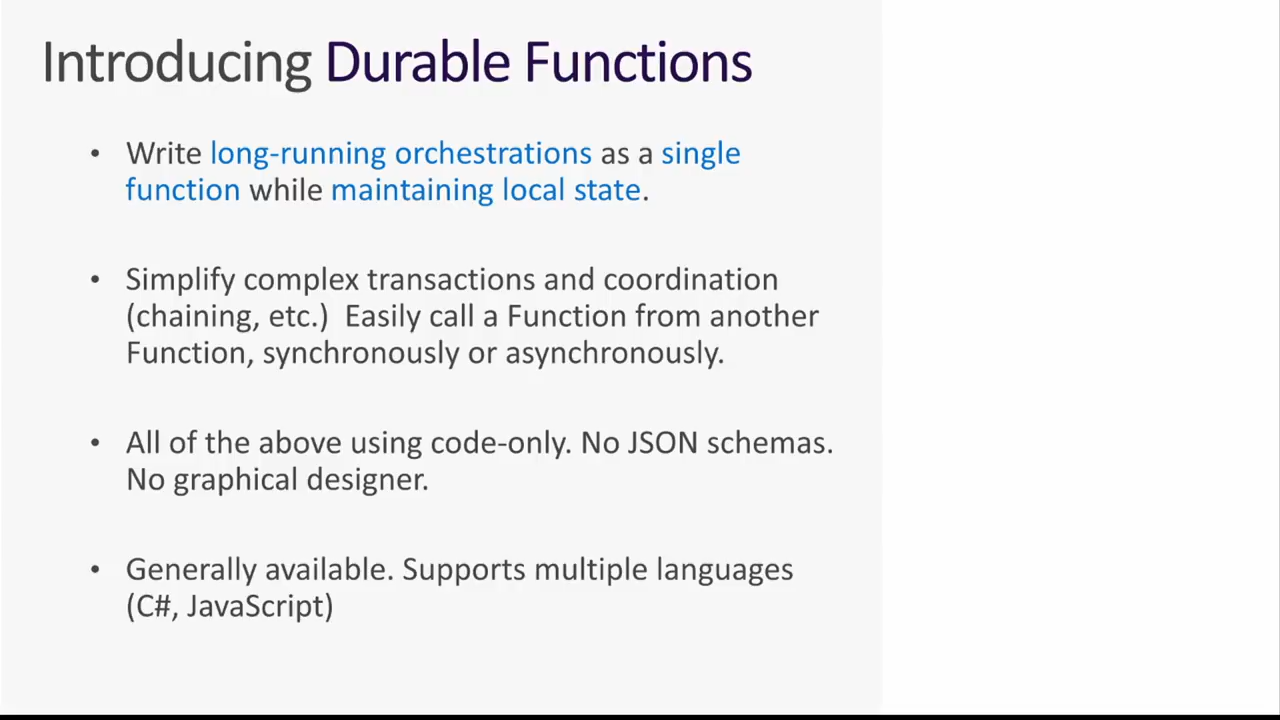 Introducing Durable Functions
• Write long-running orchestrations as a single
function while maintaining local state.
• Simplify complex transactions and coordination
(chaining, etc.)  Easily call a Function from another
Function, synchronously or asynchronously.
• All of the above using code-only. No JSON schemas.
No graphical designer.
• Generally available. Supports multiple languages
(C#, JavaScript)